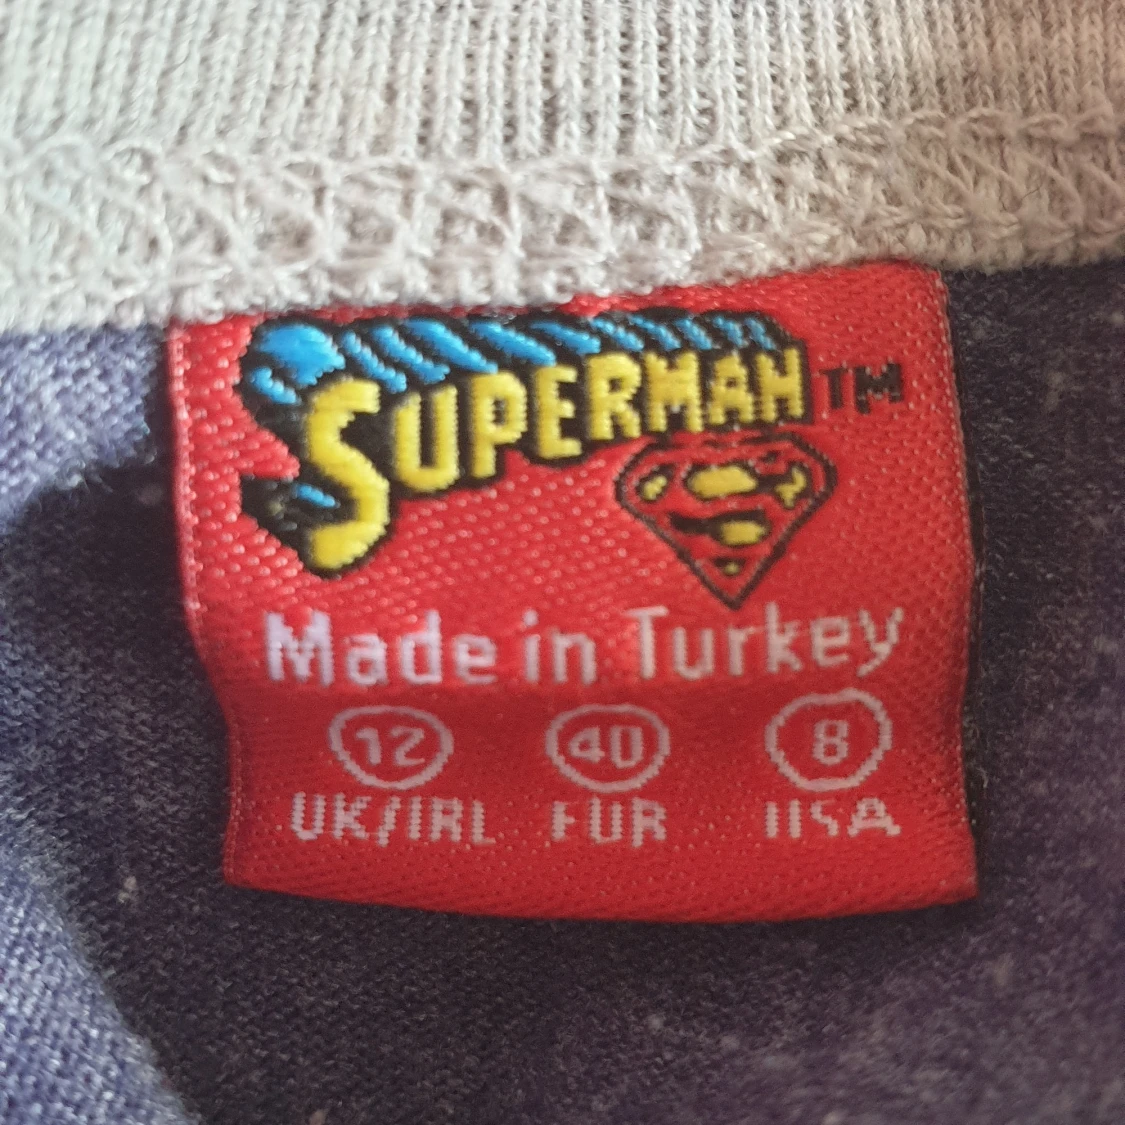 SUPERMAN TM
Made in Turkey
12 40 8
UK/IRL EUR USA